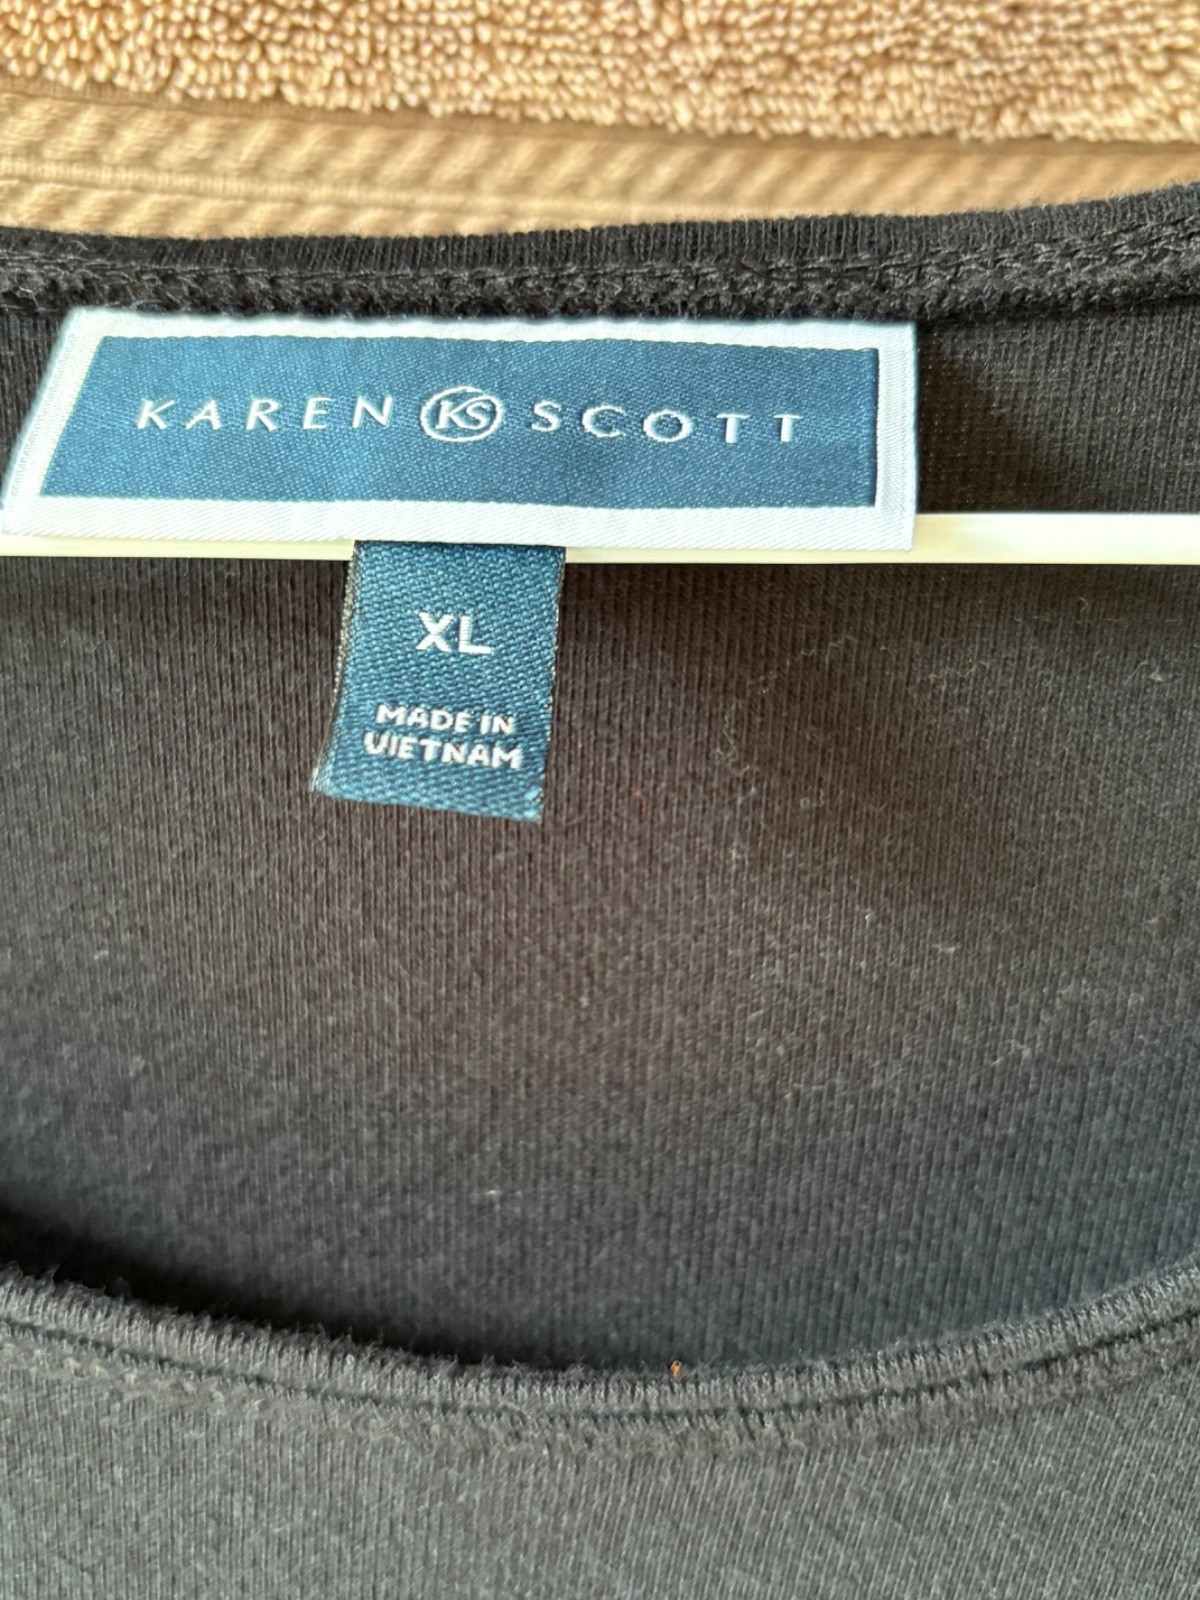 KAREN KS SCOTT
XL
MADE IN
VIETNAM